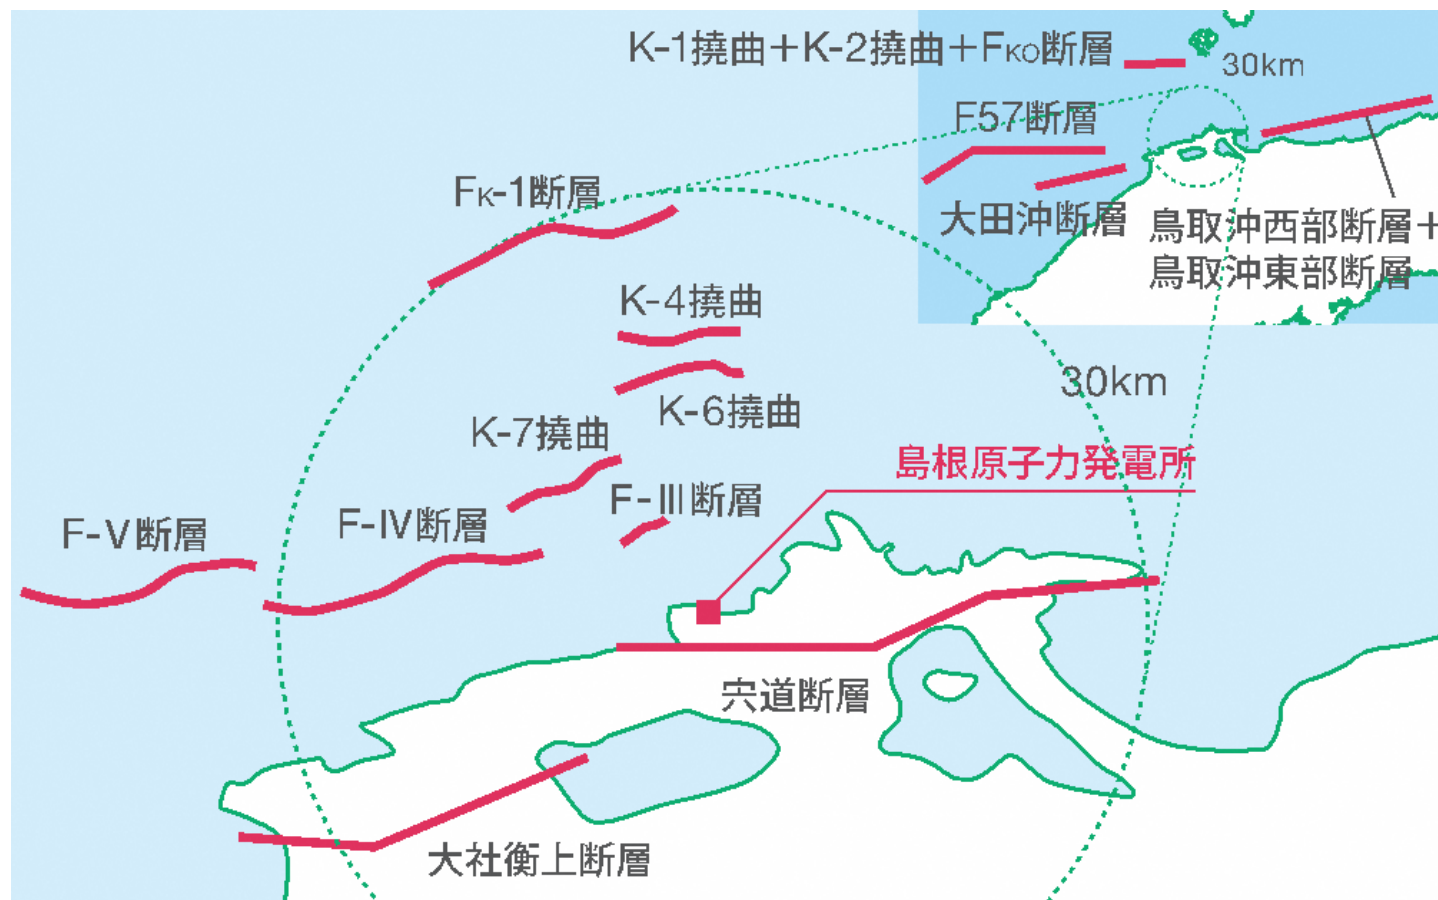 K-1撓曲+K-2撓曲+FKO断層
30km
F57断層
FK-1断層
大田沖断層
鳥取沖西部断層+
鳥取沖東部断層
K-4撓曲
30km
K-6撓曲
K-7撓曲
島根原子力発電所
F-III断層
F-IV断層
F-V断層
宍道断層
大社衝上断層